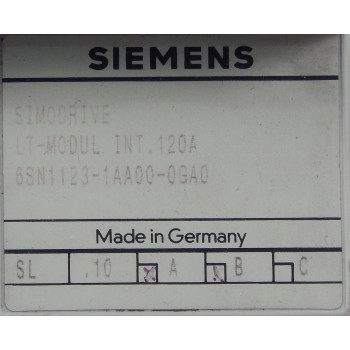 SIEMENS
SIMODRIVE
LT-MODUL INT.120A
6SN1123-1AA00-0GA0
Made in Germany
SL .10 A B C